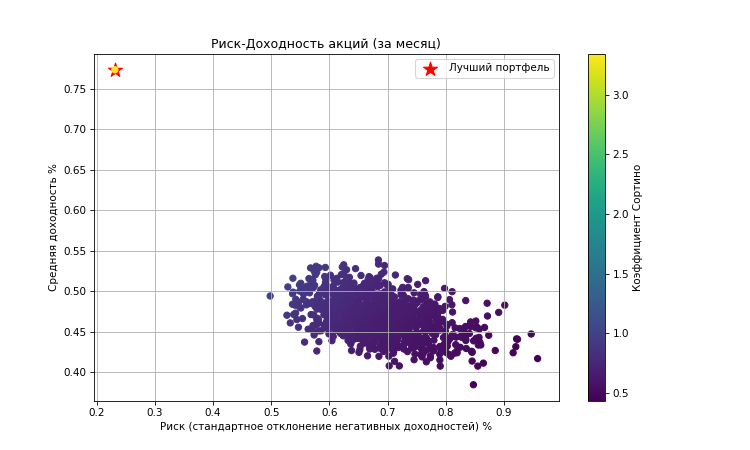 Риск-Доходность акций (за месяц)
Лучший портфель
Средняя доходность %
0.75
0.70
0.65
0.60
0.55
0.50
0.45
0.40
0.2 0.3 0.4 0.5 0.6 0.7 0.8 0.9
Риск (стандартное отклонение негативных доходностей) %
3.0
2.5
2.0
1.5
1.0
0.5
Коэффициент Сортино